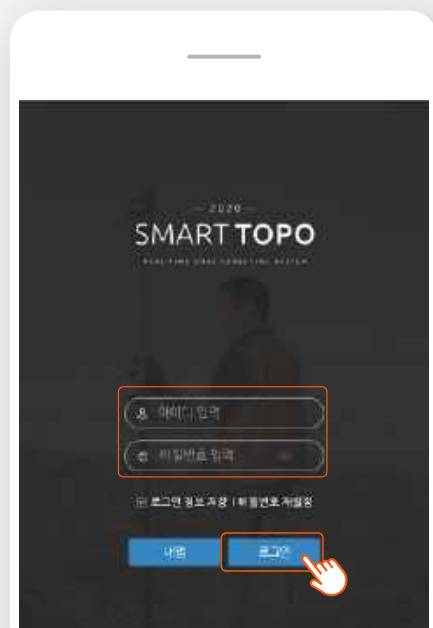 — 2020 —
SMART TOPO
아이디 입력
비밀번호 입력
로그인 정보 저장 | 비밀번호 재설정
로그인